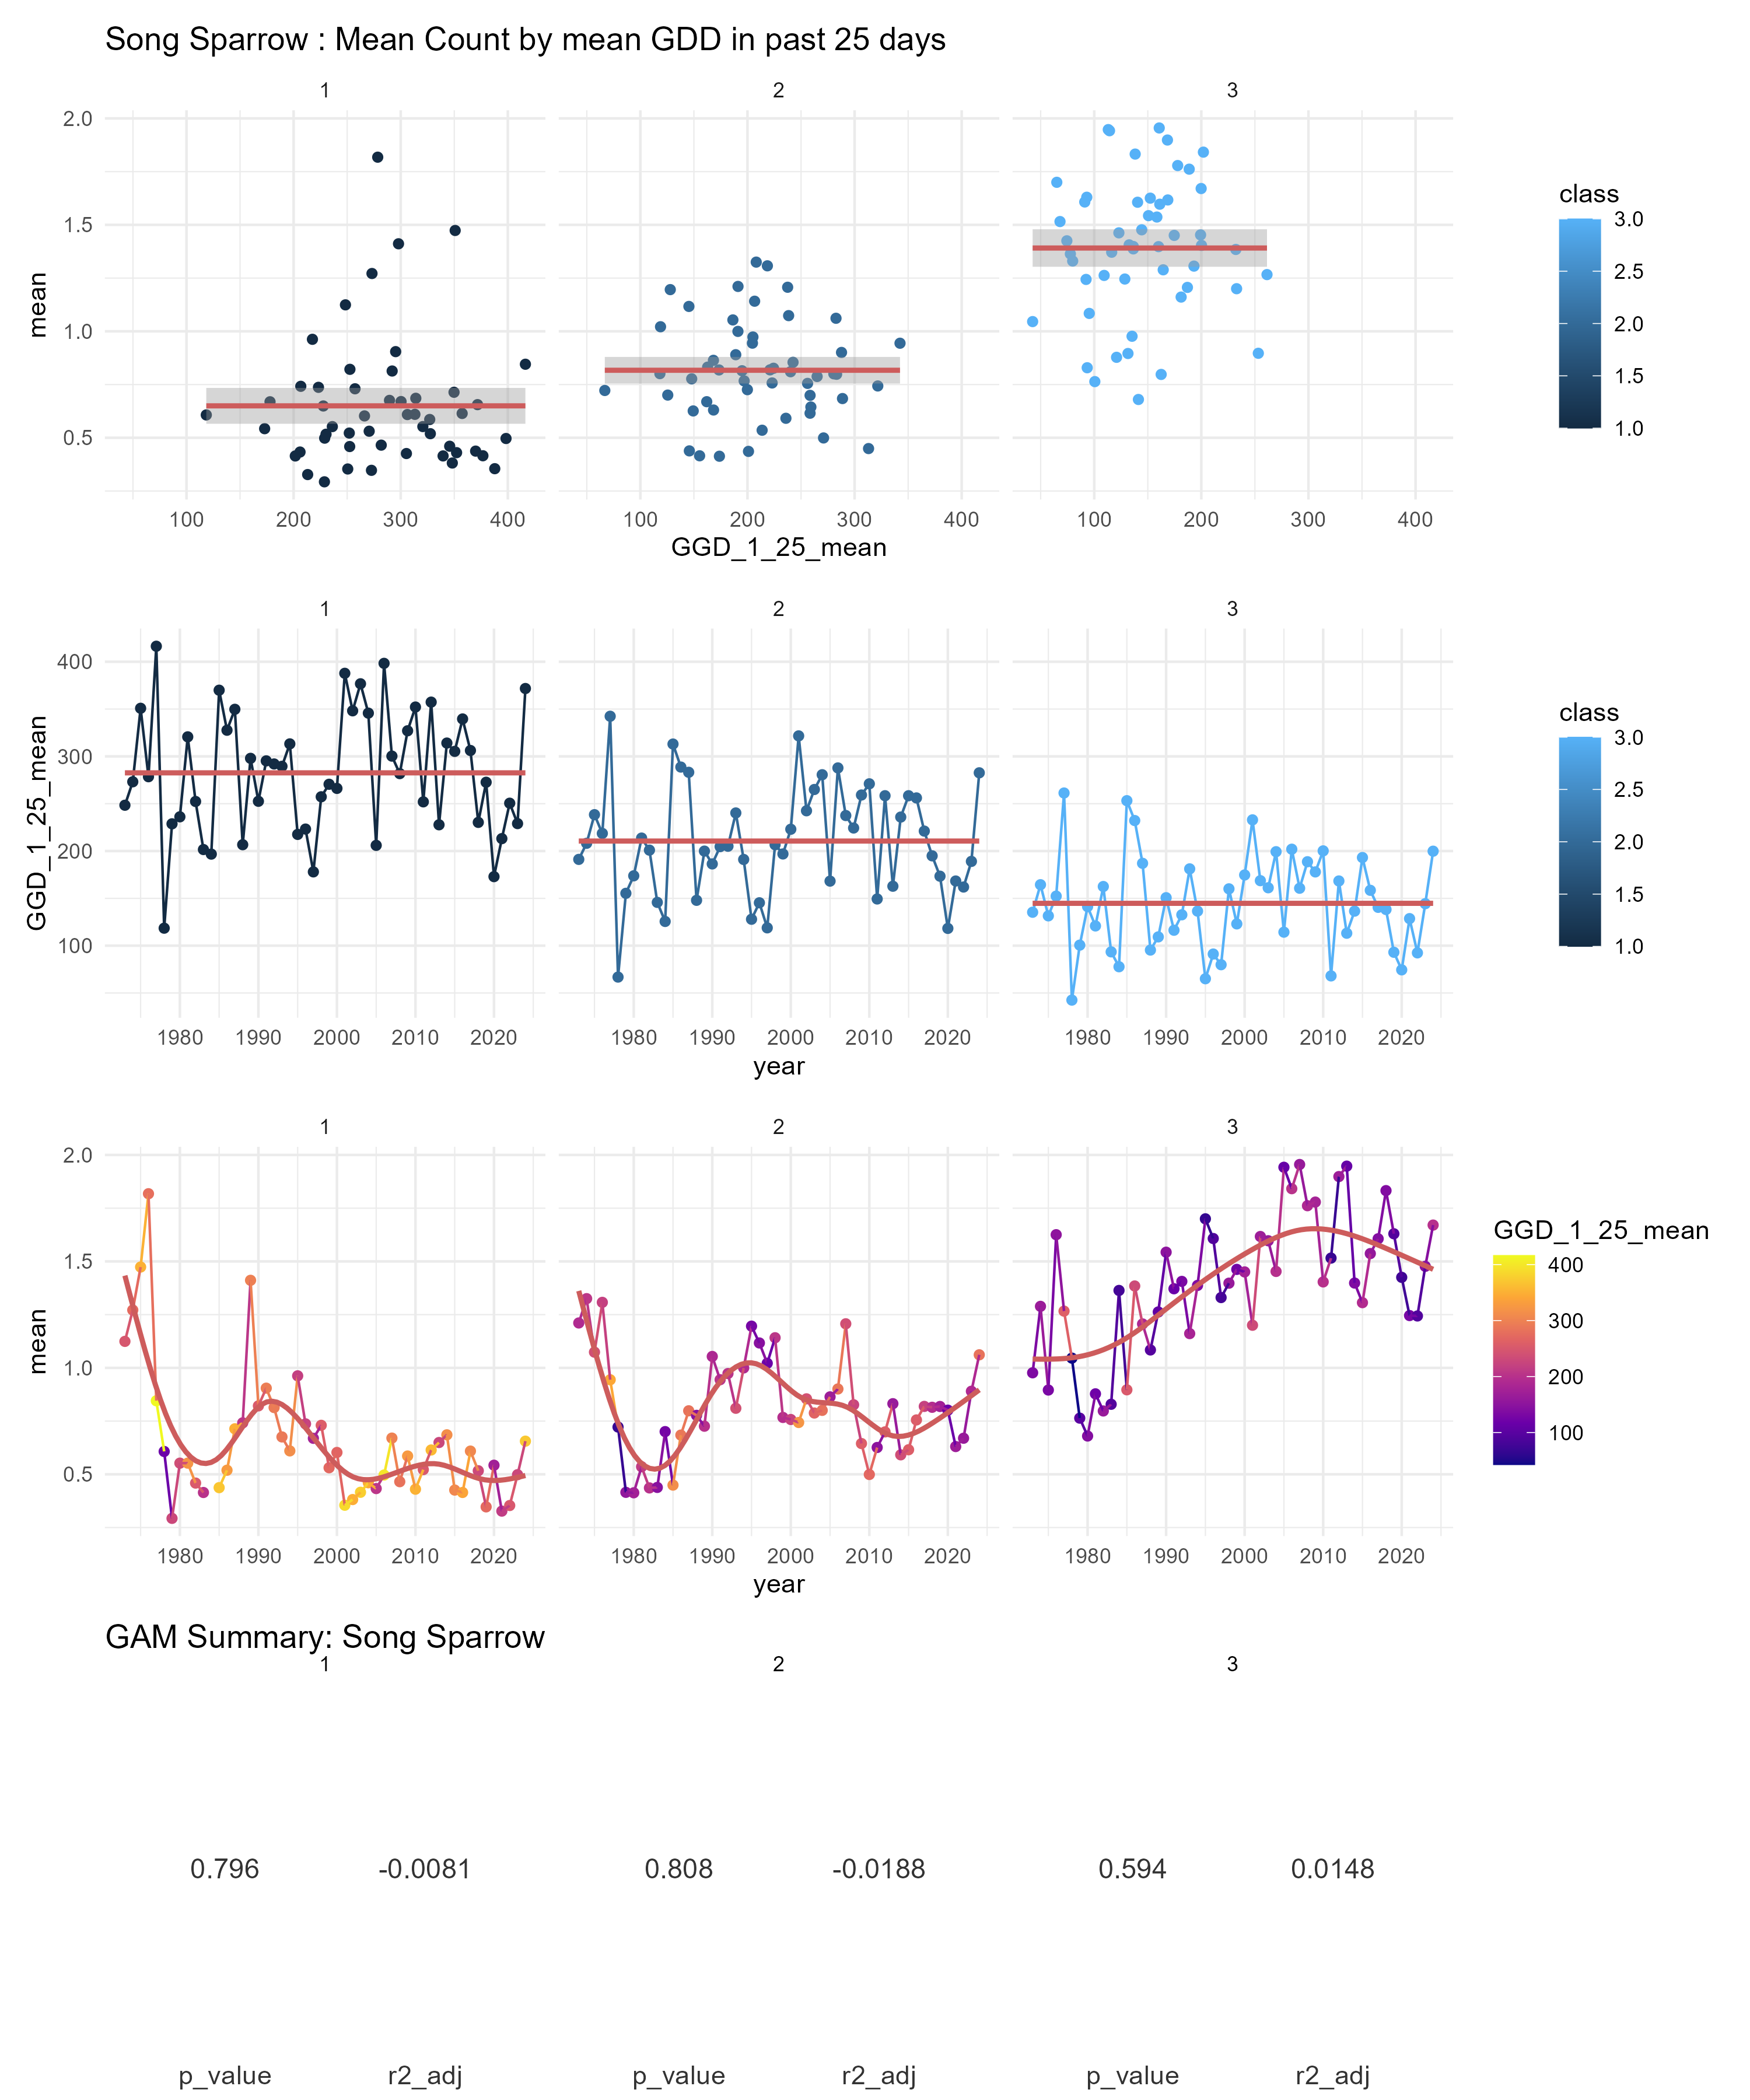 Song Sparrow : Mean Count by mean GDD in past 25 days
1 2 3
2.0
1.5
1.0
0.5
mean
100 200 300 400 100 200 300 400 100 200 300 400
GGD_1_25_mean
class
3.0
2.5
2.0
1.5
1.0
1 2 3
400
300
200
100
GGD_1_25_mean
1980 1990 2000 2010 2020 1980 1990 2000 2010 2020 1980 1990 2000 2010 2020
year
class
3.0
2.5
2.0
1.5
1.0
1 2 3
2.0
1.5
1.0
0.5
mean
1980 1990 2000 2010 2020 1980 1990 2000 2010 2020 1980 1990 2000 2010 2020
year
GGD_1_25_mean
400
300
200
100
GAM Summary: Song Sparrow
1 2 3
0.796 -0.0081 0.808 -0.0188 0.594 0.0148
p_value r2_adj p_value r2_adj p_value r2_adj